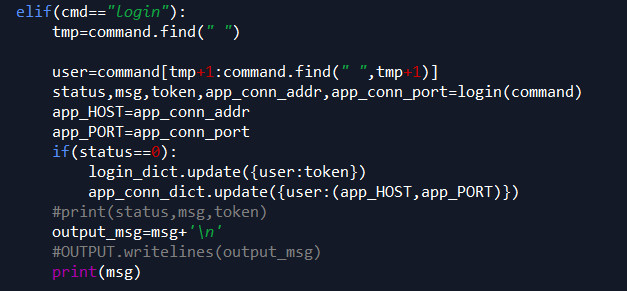 elif(cmd=="login"):
    tmp=command.find(" ")

    user=command[tmp+1:command.find(" ",tmp+1)]
    status,msg,token,app_conn_addr,app_conn_port=login(command)
    app_HOST=app_conn_addr
    app_PORT=app_conn_port
    if(status==0):
        login_dict.update({user:token})
        app_conn_dict.update({user:(app_HOST,app_PORT)})
    #print(status,msg,token)
    output_msg=msg+'\n'
    #OUTPUT.writelines(output_msg)
    print(msg)